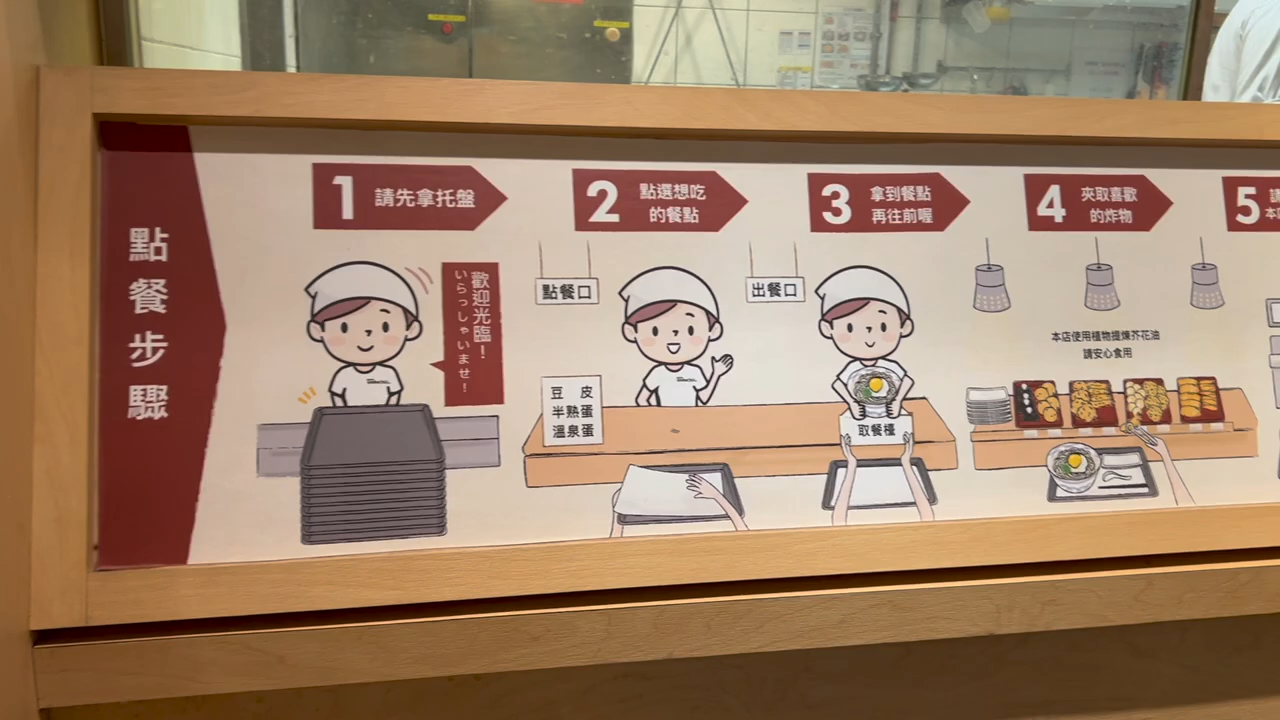 點餐步驟
1 請先拿托盤
歡迎光臨！
いらっしゃいませ！
2 點選想吃
的餐點
點餐口
豆 皮
半熟蛋
溫泉蛋
3 拿到餐點
再往前喔
出餐口
取餐檯
4 夾取喜歡
的炸物
本店使用植物提煉芥花油
請安心食用
5